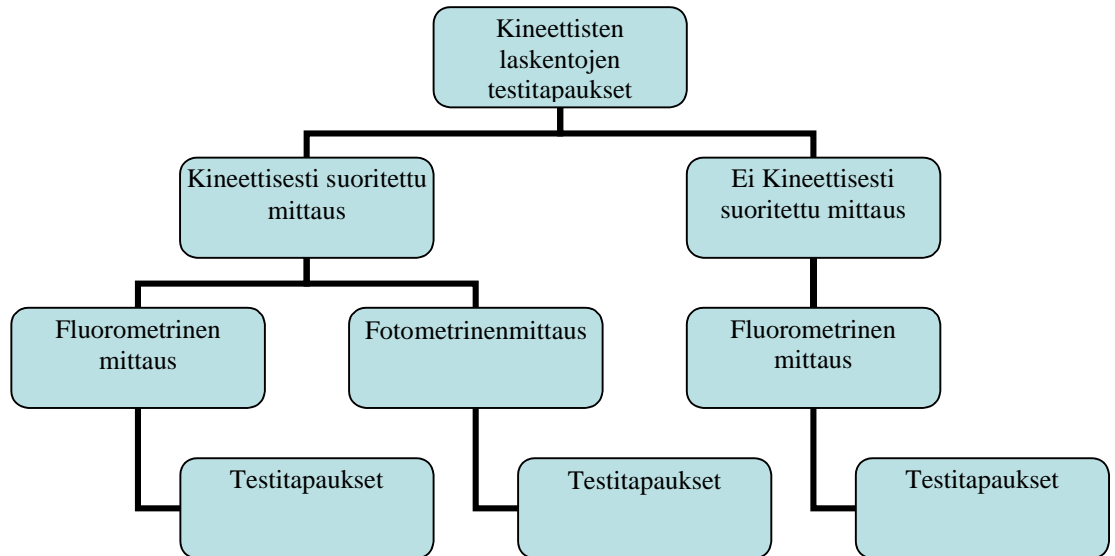 Kineettisten
laskentojen
testitapaukset
Kineettisesti suoritettu
mittaus
Ei Kineettisesti
suoritettu mittaus
Fluorometrinen
mittaus
Fotometrinenmittaus
Fluorometrinen
mittaus
Testitapaukset
Testitapaukset
Testitapaukset